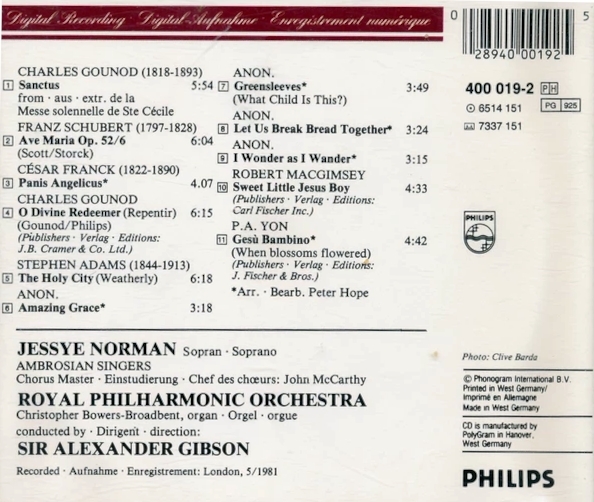 Digital Recording · Digital Aufnahme · Enregistrement numérique
CHARLES GOUNOD (1818-1893)
1 Sanctus 5:54
from · aus · extr. de la
Messe solennelle de Ste Cécile
FRANZ SCHUBERT (1797-1828)
2 Ave Maria Op. 52/6 6:04
(Scott/Storck)
CÉSAR FRANCK (1822-1890)
3 Panis Angelicus* 4.07
CHARLES GOUNOD
4 O Divine Redeemer (Repentir) 6:15
(Gounod/Philips)
(Publishers · Verlag · Editions:
J.B. Cramer & Co. Ltd.)
STEPHEN ADAMS (1844-1913)
5 The Holy City (Weatherly) 6:18
ANON.
6 Amazing Grace* 3:18
ANON.
7 Greensleeves* 3:49
(What Child Is This?)
ANON.
8 Let Us Break Bread Together* 3:24
ANON.
9 I Wonder as I Wander* 3:15
ROBERT MACGIMSEY
10 Sweet Little Jesus Boy 4:33
(Publishers · Verlag · Editions:
Carl Fischer Inc.)
P.A. YON
11 Gesù Bambino* 4:42
(When blossoms flowered)
(Publishers · Verlag · Editions:
J. Fischer & Bros.)
*Arr. · Bearb. Peter Hope
JESSYE NORMAN Sopran · Soprano
AMBROSIAN SINGERS
Chorus Master · Einstudierung · Chef des chœurs: John McCarthy
ROYAL PHILHARMONIC ORCHESTRA
Christopher Bowers-Broadbent, organ · Orgel · orgue
conducted by · Dirigent · direction:
SIR ALEXANDER GIBSON
Recorded · Aufnahme · Enregistrement: London, 5/1981
0 28940 00192 5
400 019-2 PH
6514 151 PG 925
7337 151
PHILIPS
Photo: Clive Barda
℗ Phonogram International B.V.
Printed in West Germany/
Imprimé en Allemagne
Made in West Germany
CD is manufactured by
PolyGram in Hanover,
West Germany
PHILIPS